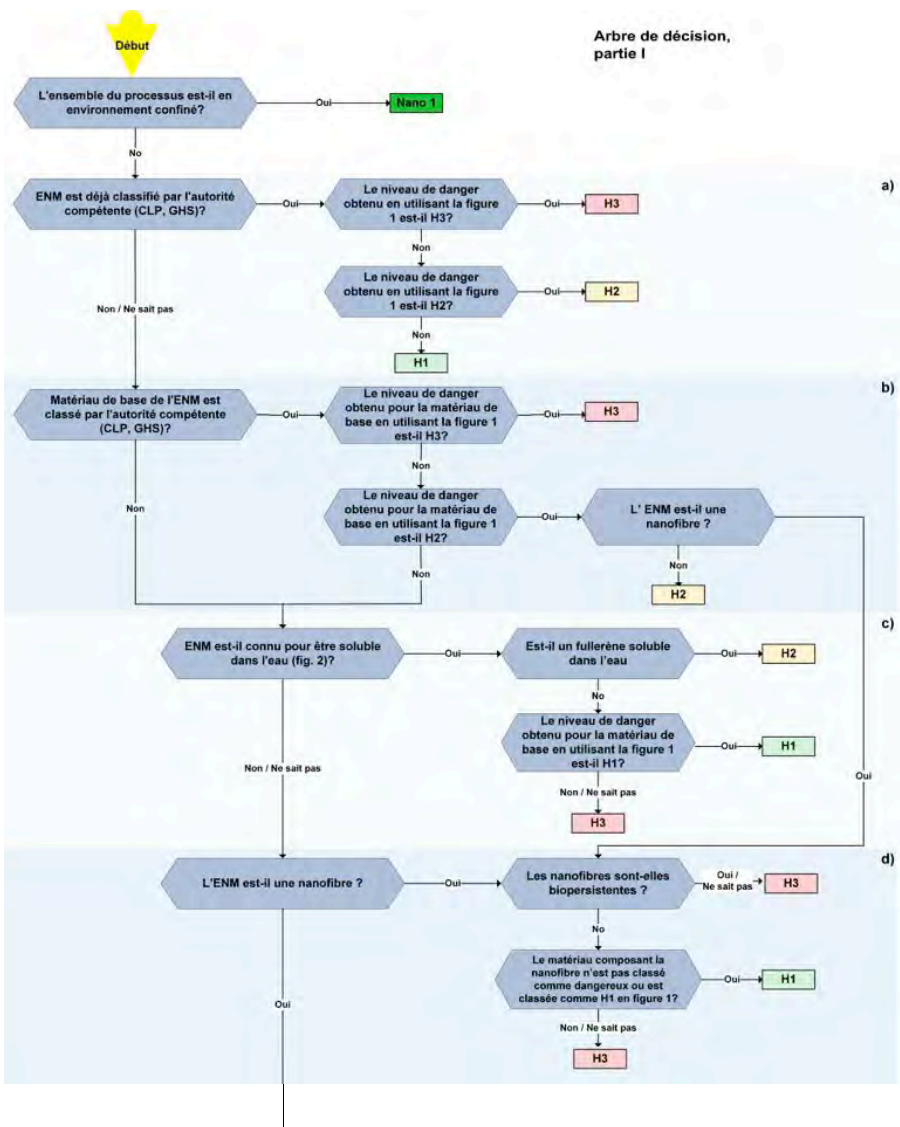 Arbre de décision,
partie I
Début
L'ensemble du processus est-il en
environnement confiné?
Oui
Nano 1
No
a)
ENM est déjà classifié par l'autorité
compétente (CLP, GHS)?
Oui
Le niveau de danger
obtenu en utilisant la figure
1 est-il H3?
Oui
H3
Non
Le niveau de danger
obtenu en utilisant la figure
1 est-il H2?
Oui
H2
Non / Ne sait pas
Non
H1
b)
Matériau de base de l'ENM est
classé par l'autorité compétente
(CLP, GHS)?
Oui
Le niveau de danger
obtenu pour la matériau de
base en utilisant la figure 1
est-il H3?
Oui
H3
Non
Non
Le niveau de danger
obtenu pour la matériau de
base en utilisant la figure 1
est-il H2?
Oui
L' ENM est-il une
nanofibre ?
Non
Non
H2
c)
ENM est-il connu pour être soluble
dans l'eau (fig. 2)?
Oui
Est-il un fullerène soluble
dans l'eau
Oui
H2
No
Le niveau de danger
obtenu pour la matériau de
base en utilisant la figure 1
est-il H1?
Oui
H1
Non / Ne sait pas
Oui
Non / Ne sait pas
H3
d)
L'ENM est-il une nanofibre ?
Oui
Les nanofibres sont-elles
biopersistentes ?
Oui /
Ne sait pas
H3
No
Le matériau composant la
nanofibre n'est pas classé
comme dangereux ou est
classée comme H1 en figure 1?
Oui
H1
Oui
Non / Ne sait pas
H3